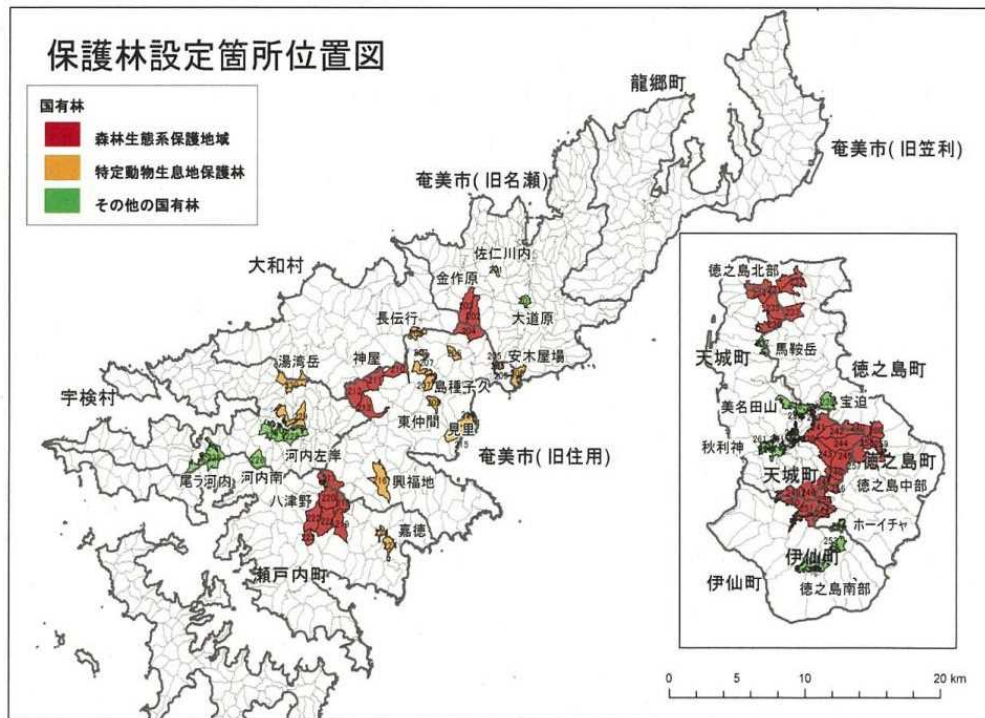 保護林設定箇所位置図
国有林
森林生態系保護地域
特定動物生息地保護林
その他の国有林
龍郷町
奄美市(旧笠利)
奄美市(旧名瀬)
佐仁川内
大和村
金作原
大道原
長伝行
湯湾岳
神屋
安木屋場
島種子久
宇検村
東仲間
見里
河内左岸
奄美市(旧住用)
尾ラ河内
河内南
興福地
八津野
嘉徳
瀬戸内町
徳之島北部
天城町
馬鞍岳
徳之島町
美名田山
宝迫
秋利神
徳之島町
天城町
徳之島中部
ホーイチャ
伊仙町
伊仙町
徳之島南部
0 5 10 20 km